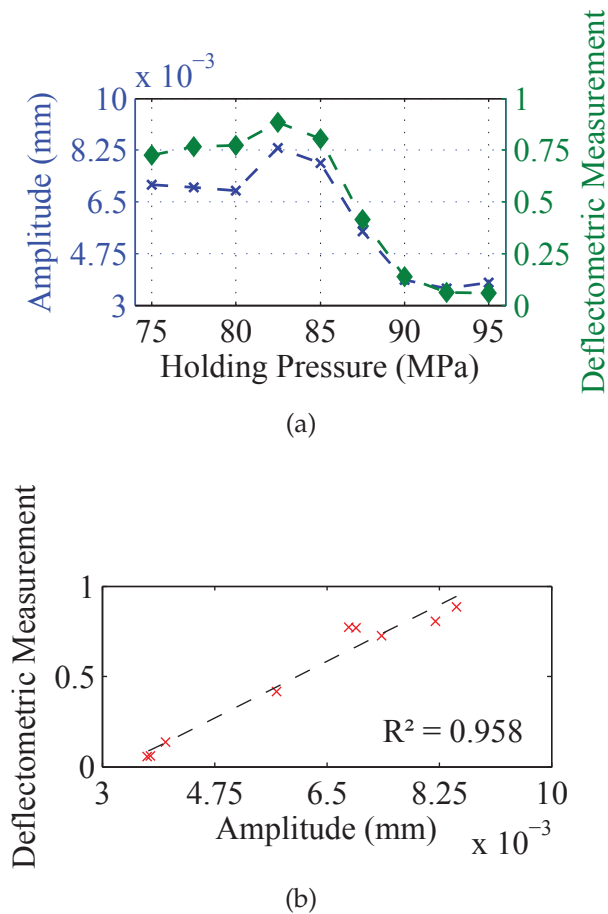 x 10⁻³
10
8.25
6.5
4.75
3
Amplitude (mm)
1
0.75
0.5
0.25
0
Deflectometric Measurement
75 80 85 90 95
Holding Pressure (MPa)
(a)
Deflectometric Measurement
1
0.5
0
R² = 0.958
3 4.75 6.5 8.25 10
Amplitude (mm)
x 10⁻³
(b)